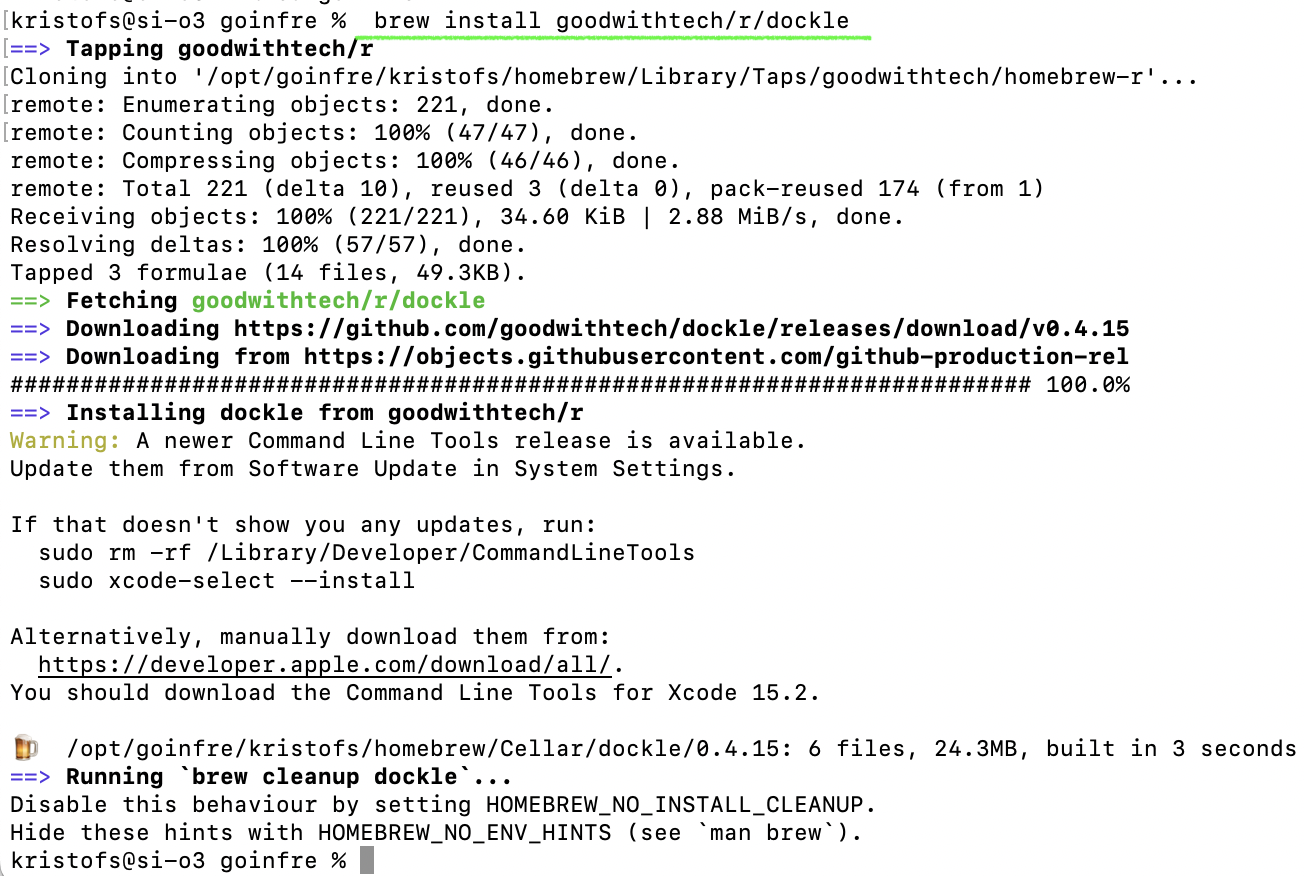 kristofs@si-o3 goinfre %  brew install goodwithtech/r/dockle
==> Tapping goodwithtech/r
Cloning into '/opt/goinfre/kristofs/homebrew/Library/Taps/goodwithtech/homebrew-r'...
remote: Enumerating objects: 221, done.
remote: Counting objects: 100% (47/47), done.
remote: Compressing objects: 100% (46/46), done.
remote: Total 221 (delta 10), reused 3 (delta 0), pack-reused 174 (from 1)
Receiving objects: 100% (221/221), 34.60 KiB | 2.88 MiB/s, done.
Resolving deltas: 100% (57/57), done.
Tapped 3 formulae (14 files, 49.3KB).
==> Fetching goodwithtech/r/dockle
==> Downloading https://github.com/goodwithtech/dockle/releases/download/v0.4.15
==> Downloading from https://objects.githubusercontent.com/github-production-rel
######################################################################### 100.0%
==> Installing dockle from goodwithtech/r
Warning: A newer Command Line Tools release is available.
Update them from Software Update in System Settings.

If that doesn't show you any updates, run:
  sudo rm -rf /Library/Developer/CommandLineTools
  sudo xcode-select --install

Alternatively, manually download them from:
  https://developer.apple.com/download/all/.
You should download the Command Line Tools for Xcode 15.2.

🍺  /opt/goinfre/kristofs/homebrew/Cellar/dockle/0.4.15: 6 files, 24.3MB, built in 3 seconds
==> Running `brew cleanup dockle`...
Disable this behaviour by setting HOMEBREW_NO_INSTALL_CLEANUP.
Hide these hints with HOMEBREW_NO_ENV_HINTS (see `man brew`).
kristofs@si-o3 goinfre %